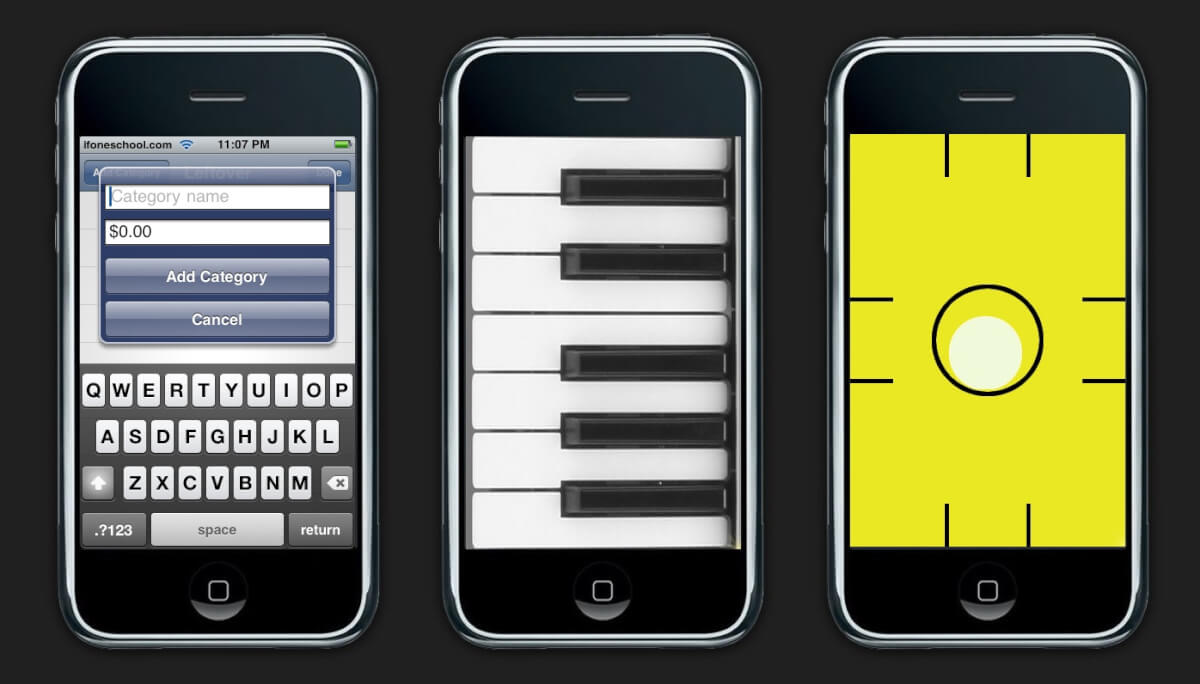 ifoneschool.com 11:07 PM
Add Category Leftover Done
Category name
$0.00
Add Category
Cancel
Q W E R T Y U I O P
A S D F G H J K L
Z X C V B N M
.?123 space return